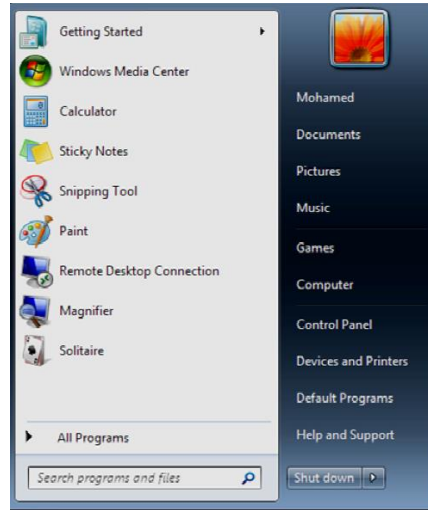 Getting Started
Windows Media Center
Calculator
Sticky Notes
Snipping Tool
Paint
Remote Desktop Connection
Magnifier
Solitaire
All Programs
Search programs and files
Mohamed
Documents
Pictures
Music
Games
Computer
Control Panel
Devices and Printers
Default Programs
Help and Support
Shut down